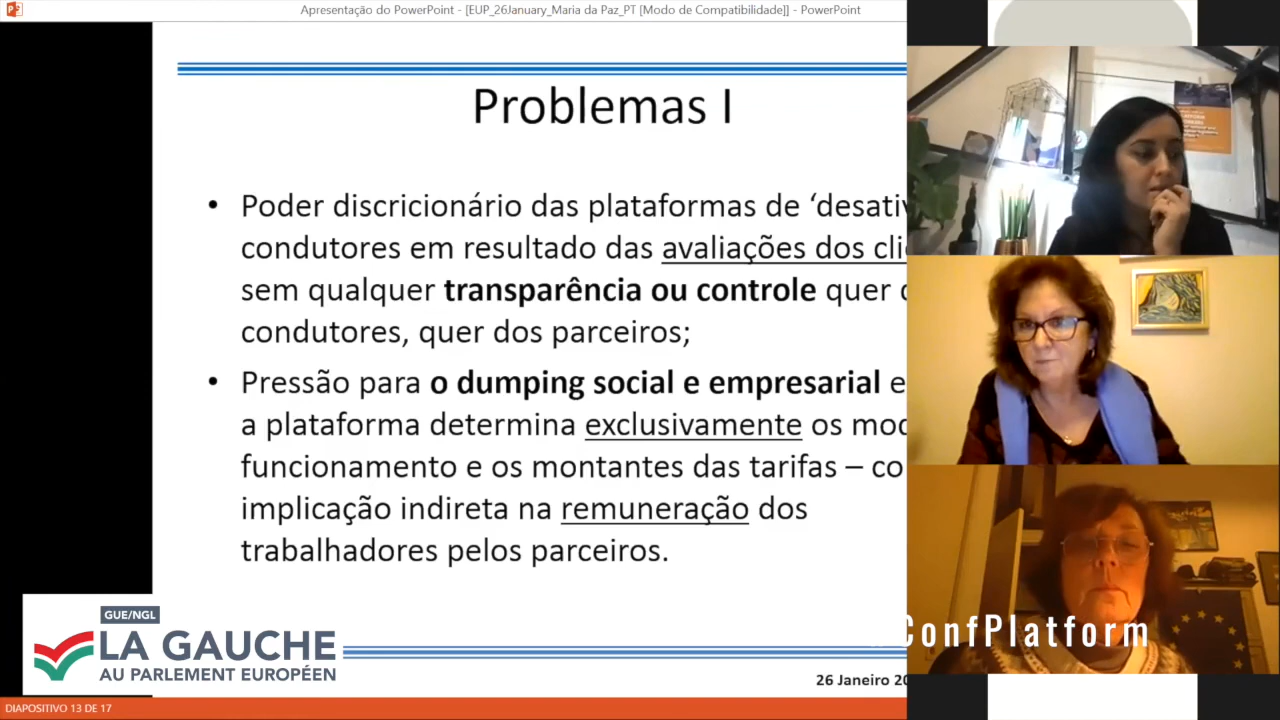 Apresentação do PowerPoint - [EUP_26January_Maria da Paz_PT [Modo de Compatibilidade]] - PowerPoint
Problemas I
• Poder discricionário das plataformas de ‘desativ
condutores em resultado das avaliações dos cli
sem qualquer transparência ou controle quer
condutores, quer dos parceiros;
• Pressão para o dumping social e empresarial e
a plataforma determina exclusivamente os mo
funcionamento e os montantes das tarifas – co
implicação indireta na remuneração dos
trabalhadores pelos parceiros.
GUE/NGL
LA GAUCHE
AU PARLEMENT EUROPÉEN
ConfPlatform
26 Janeiro 20
DIAPOSITIVO 13 DE 17